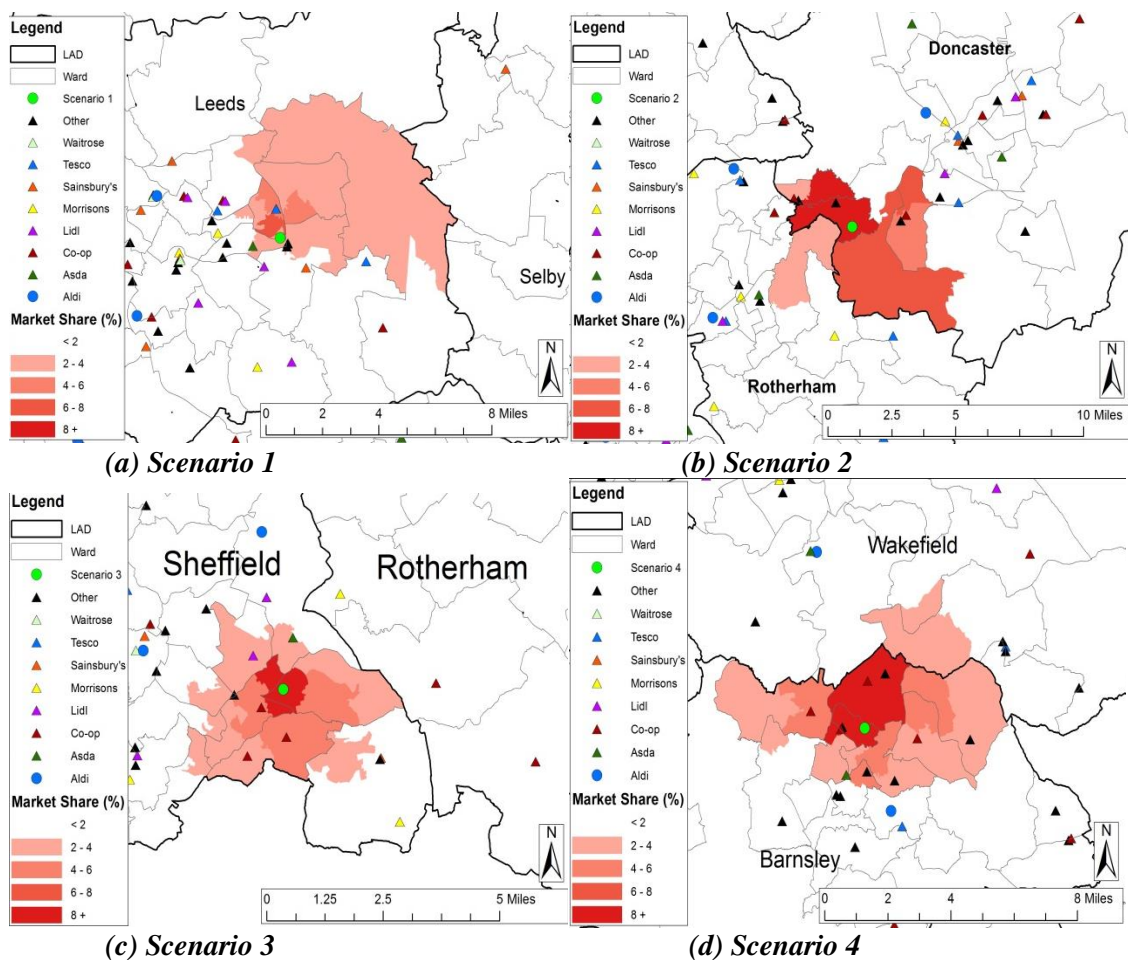 Legend
LAD
Ward
Scenario 1
Other
Waitrose
Tesco
Sainsbury's
Morrisons
Lidl
Co-op
Asda
Aldi
Market Share (%)
< 2
2 - 4
4 - 6
6 - 8
8 +
Leeds
Selby
N
0 1 2 4 6 8 Miles
(a) Scenario 1
Legend
LAD
Ward
Scenario 2
Other
Waitrose
Tesco
Sainsbury's
Morrisons
Lidl
Co-op
Asda
Aldi
Market Share (%)
< 2
2 - 4
4 - 6
6 - 8
8 +
Doncaster
Rotherham
N
0 2.5 5 10 Miles
(b) Scenario 2
Legend
LAD
Ward
Scenario 3
Other
Waitrose
Tesco
Sainsbury's
Morrisons
Lidl
Co-op
Asda
Aldi
Market Share (%)
< 2
2 - 4
4 - 6
6 - 8
8 +
Sheffield
Rotherham
N
0 1.25 2.5 5 Miles
(c) Scenario 3
Legend
LAD
Ward
Scenario 4
Other
Waitrose
Tesco
Sainsbury's
Morrisons
Lidl
Co-op
Asda
Aldi
Market Share (%)
< 2
2 - 4
4 - 6
6 - 8
8 +
Wakefield
Barnsley
N
0 1 2 4 6 8 Miles
(d) Scenario 4